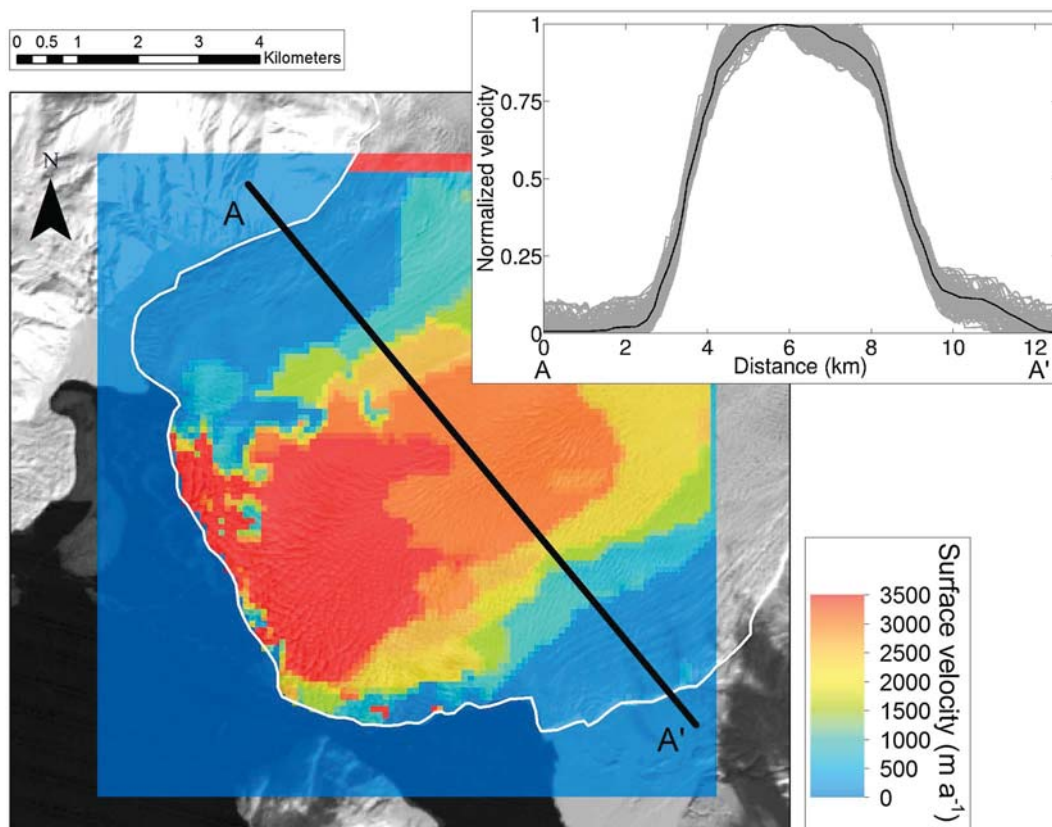 0 0.5 1 2 3 4
Kilometers
N
A
A'
1
0.75
0.5
0.25
0
Normalized velocity
0 2 4 6 8 10 12
A Distance (km) A'
Surface velocity (m a⁻¹)
3500
3000
2500
2000
1500
1000
500
0